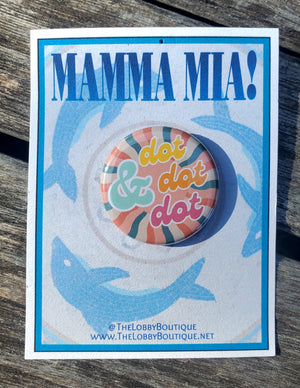 MAMMA MIA!
dot
& dot
dot
@TheLobbyBoutique
www.TheLobbyBoutique.net